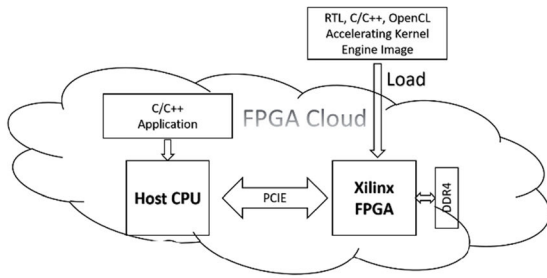 RTL, C/C++, OpenCL
Accelerating Kernel
Engine Image
Load
C/C++
Application
FPGA Cloud
Host CPU
PCIE
Xilinx
FPGA
DDR4